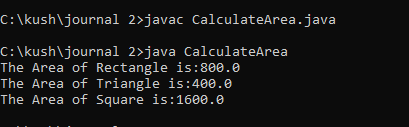 C:\kush\journal 2>javac CalculateArea.java
C:\kush\journal 2>java CalculateArea
The Area of Rectangle is:800.0
The Area of Triangle is:400.0
The Area of Square is:1600.0